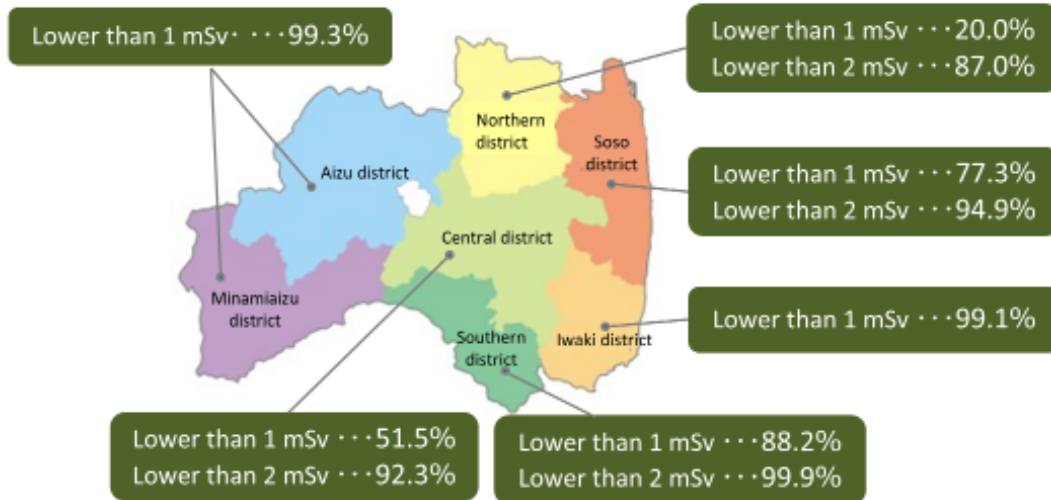 Lower than 1 mSv・・・・99.3%
Lower than 1 mSv ・・・20.0%
Lower than 2 mSv ・・・87.0%
Northern
district
Soso
district
Aizu district
Lower than 1 mSv ・・・77.3%
Lower than 2 mSv ・・・94.9%
Central district
Minamiaizu
district
Lower than 1 mSv ・・・99.1%
Southern
district
Iwaki district
Lower than 1 mSv ・・・51.5%
Lower than 2 mSv ・・・92.3%
Lower than 1 mSv ・・・88.2%
Lower than 2 mSv ・・・99.9%